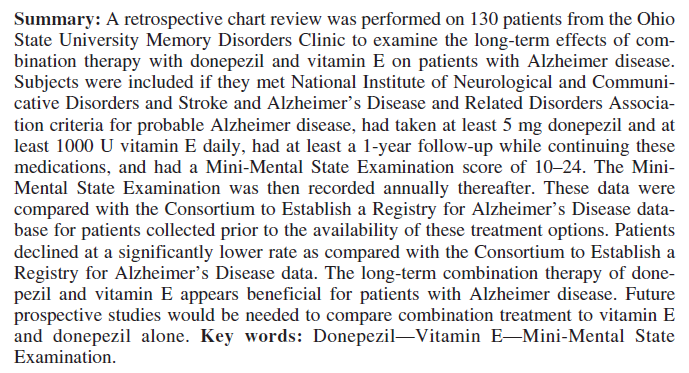 Summary: A retrospective chart review was performed on 130 patients from the Ohio
State University Memory Disorders Clinic to examine the long-term effects of com-
bination therapy with donepezil and vitamin E on patients with Alzheimer disease.
Subjects were included if they met National Institute of Neurological and Communi-
cative Disorders and Stroke and Alzheimer's Disease and Related Disorders Associa-
tion criteria for probable Alzheimer disease, had taken at least 5 mg donepezil and at
least 1000 U vitamin E daily, had at least a 1-year follow-up while continuing these
medications, and had a Mini-Mental State Examination score of 10–24. The Mini-
Mental State Examination was then recorded annually thereafter. These data were
compared with the Consortium to Establish a Registry for Alzheimer's Disease data-
base for patients collected prior to the availability of these treatment options. Patients
declined at a significantly lower rate as compared with the Consortium to Establish a
Registry for Alzheimer's Disease data. The long-term combination therapy of done-
pezil and vitamin E appears beneficial for patients with Alzheimer disease. Future
prospective studies would be needed to compare combination treatment to vitamin E
and donepezil alone. Key words: Donepezil—Vitamin E—Mini-Mental State
Examination.